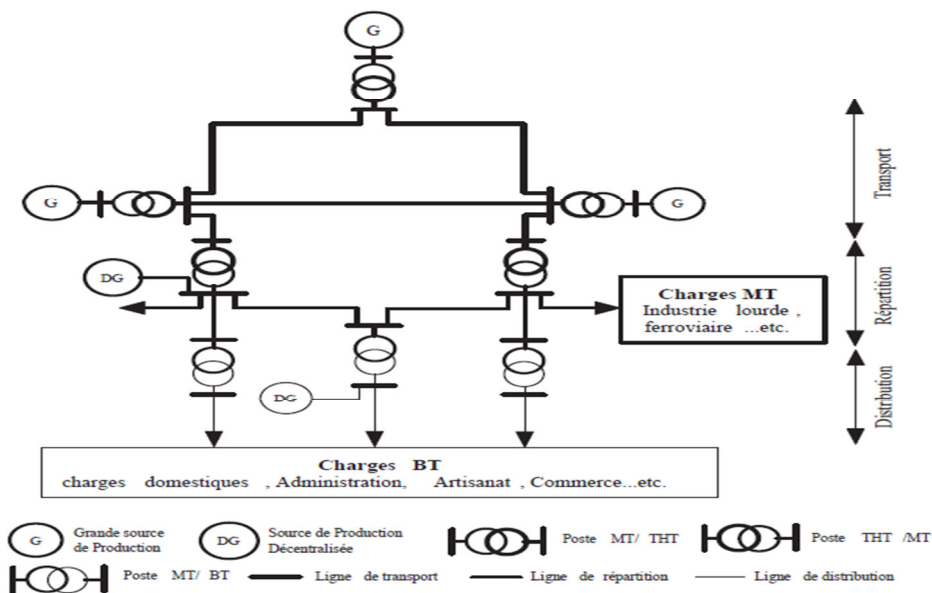 G
Transport
G
G
DG
Charges MT
Industrie lourde ,
ferroviaire ...etc.
Répartition
DG
Distrbution
Charges BT
charges domestiques , Administration, Artisanat , Commerce...etc.
G Grande source de Production
DG Source de Production Décentralisée
Poste MT/ THT
Poste THT /MT
Poste MT/ BT
Ligne de transport
Ligne de répartition
Ligne de distribution